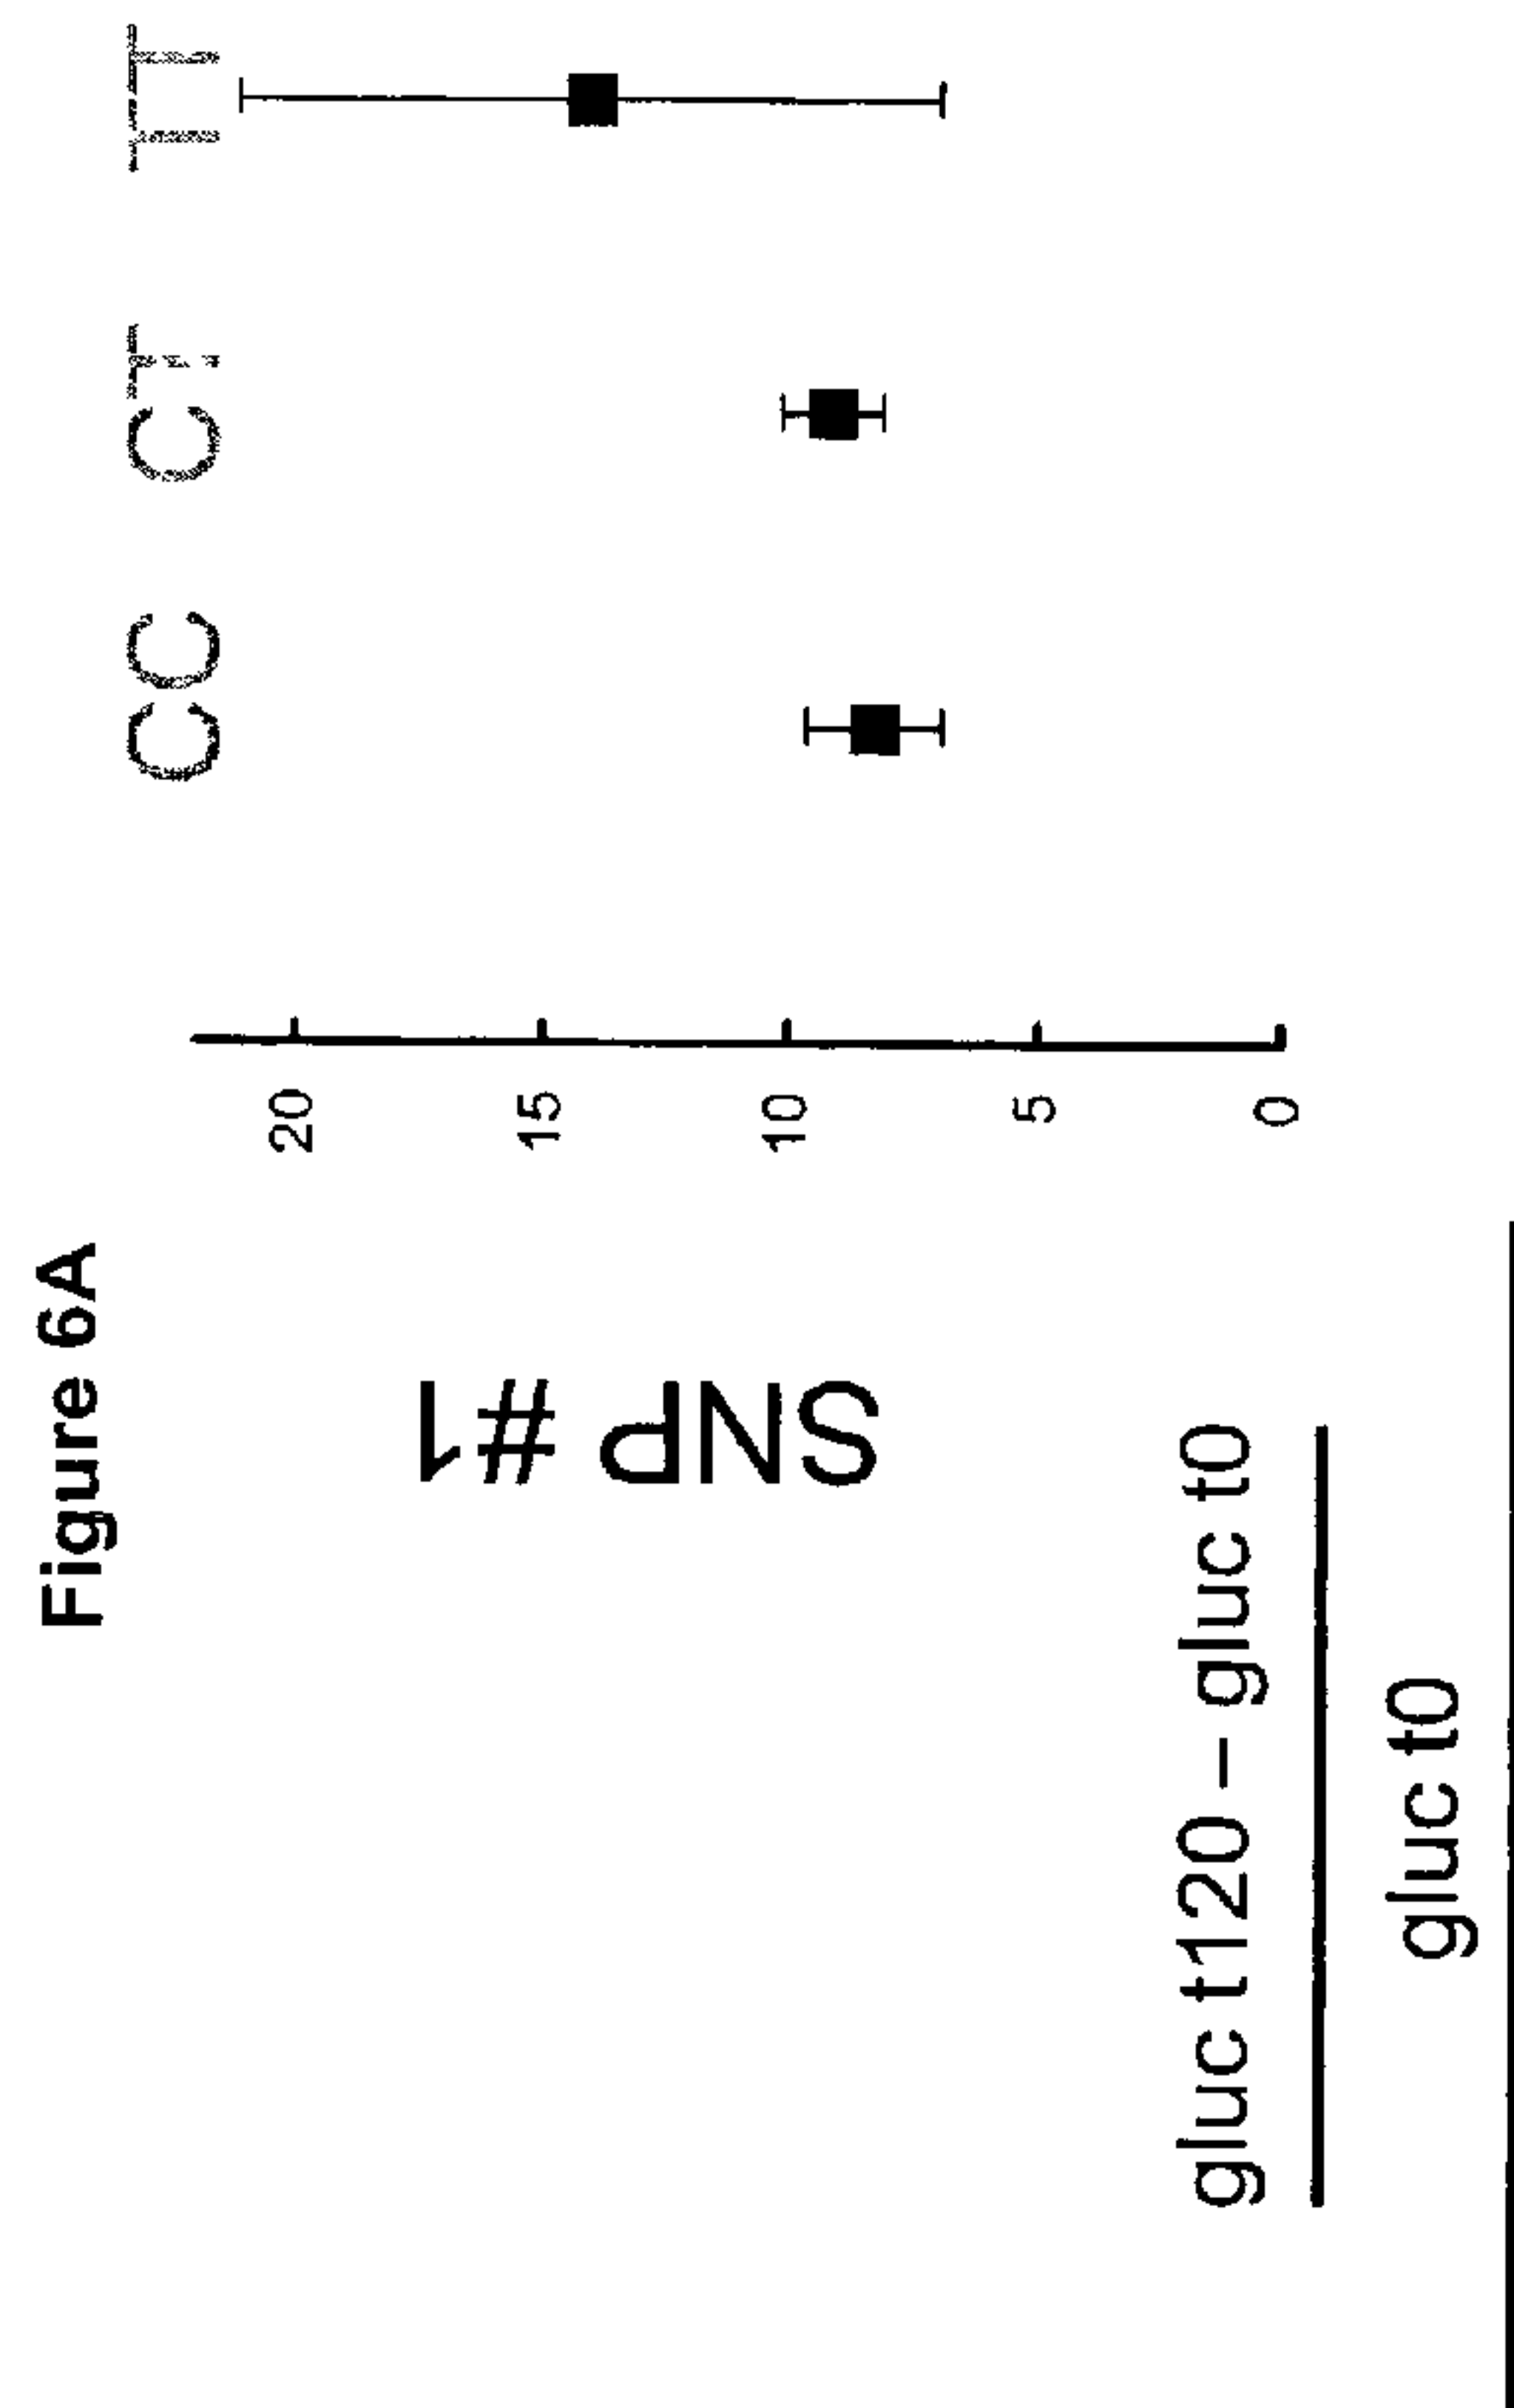 Figure 6A
CC CT TT
20
15
10
5
0
SNP #1
gluc t120 – gluc t0
gluc t0